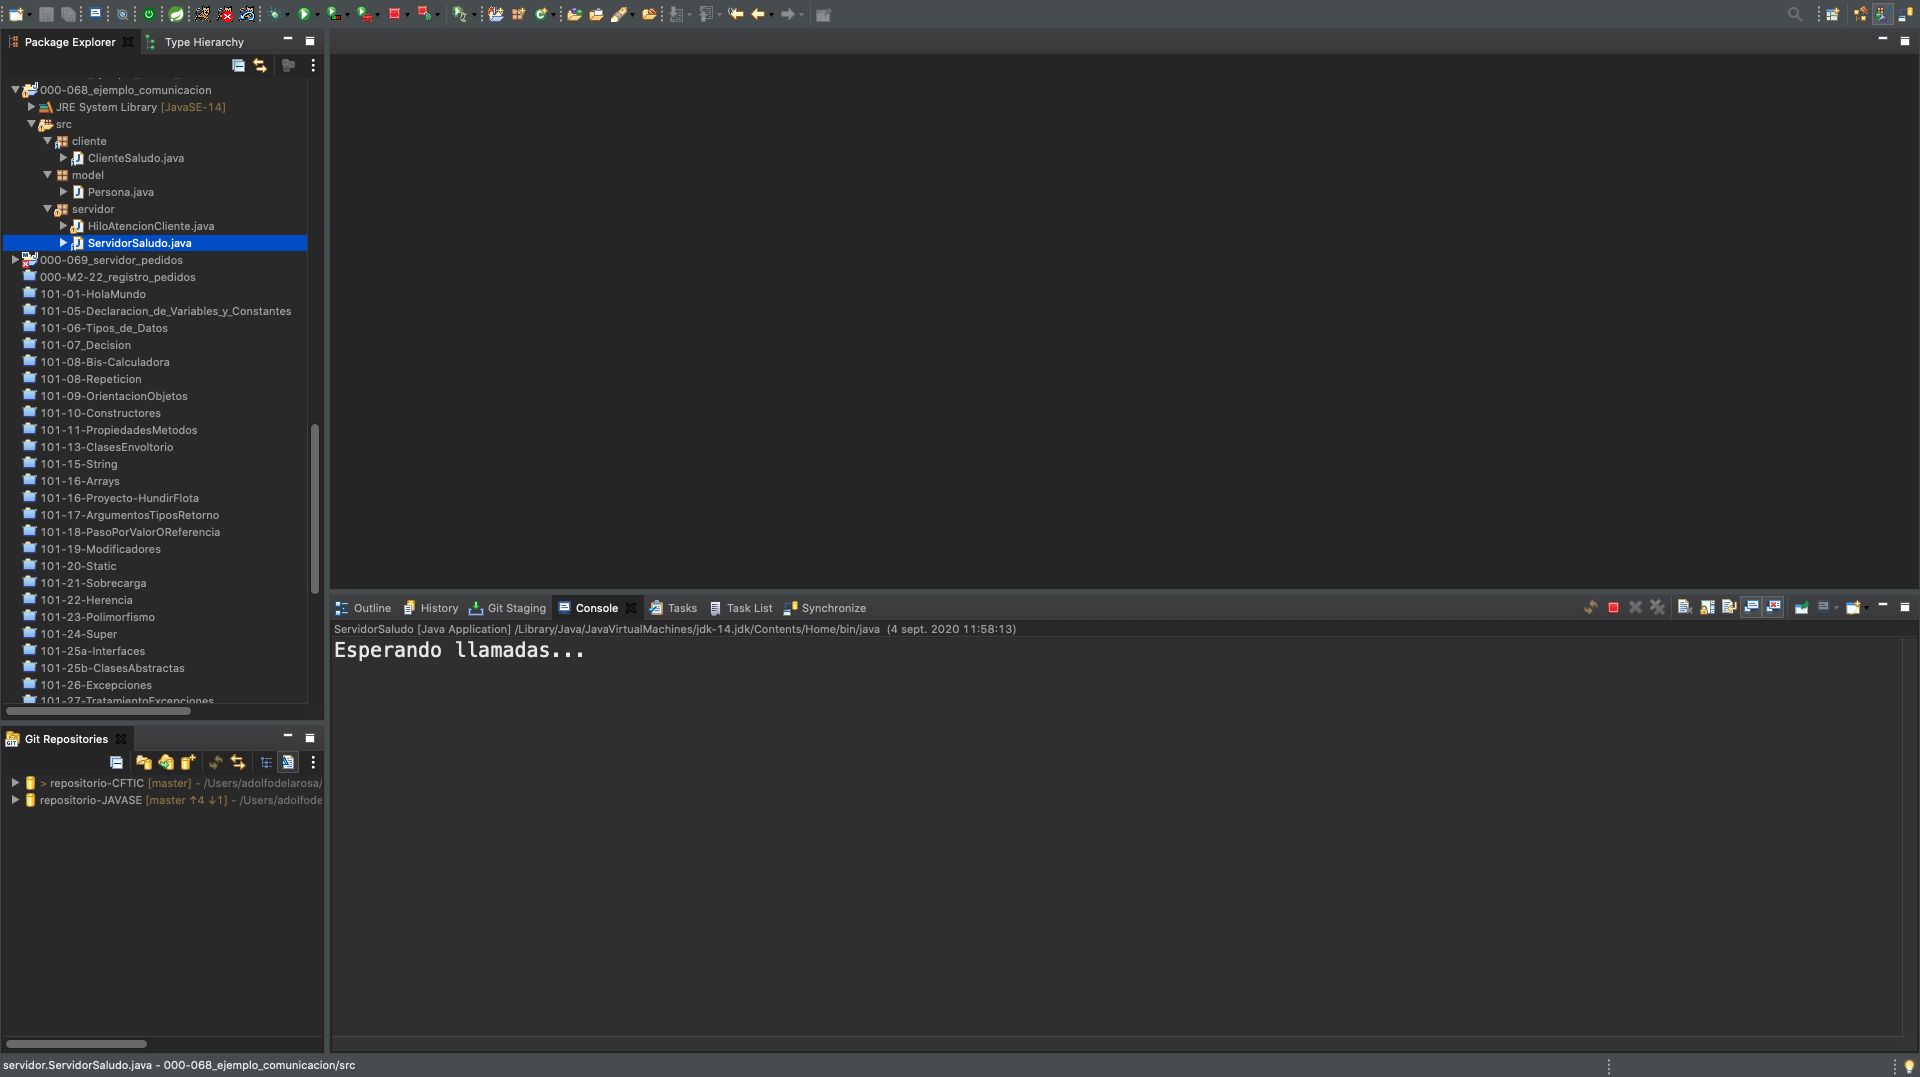 Package Explorer
Type Hierarchy
000-068_ejemplo_comunicacion
JRE System Library [JavaSE-14]
src
cliente
ClienteSaludo.java
model
Persona.java
servidor
HiloAtencionCliente.java
ServidorSaludo.java
000-069_servidor_pedidos
000-M2-22_registro_pedidos
101-01-HolaMundo
101-05-Declaracion_de_Variables_y_Constantes
101-06-Tipos_de_Datos
101-07_Decision
101-08-Bis-Calculadora
101-08-Repeticion
101-09-OrientacionObjetos
101-10-Constructores
101-11-PropiedadesMetodos
101-13-ClasesEnvoltorio
101-15-String
101-16-Arrays
101-16-Proyecto-HundirFlota
101-17-ArgumentosTiposRetorno
101-18-PasoPorValorOReferencia
101-19-Modificadores
101-20-Static
101-21-Sobrecarga
101-22-Herencia
101-23-Polimorfismo
101-24-Super
101-25a-Interfaces
101-25b-ClasesAbstractas
101-26-Excepciones
101-27-TratamientoExcepciones
Git Repositories
> repositorio-CFTIC [master] - /Users/adolfodelarosa/
repositorio-JAVASE [master ↑4 ↓1] - /Users/adolfode
Outline History Git Staging Console Tasks Task List Synchronize
ServidorSaludo [Java Application] /Library/Java/JavaVirtualMachines/jdk-14.jdk/Contents/Home/bin/java (4 sept. 2020 11:58:13)
Esperando llamadas...
servidor.ServidorSaludo.java - 000-068_ejemplo_comunicacion/src